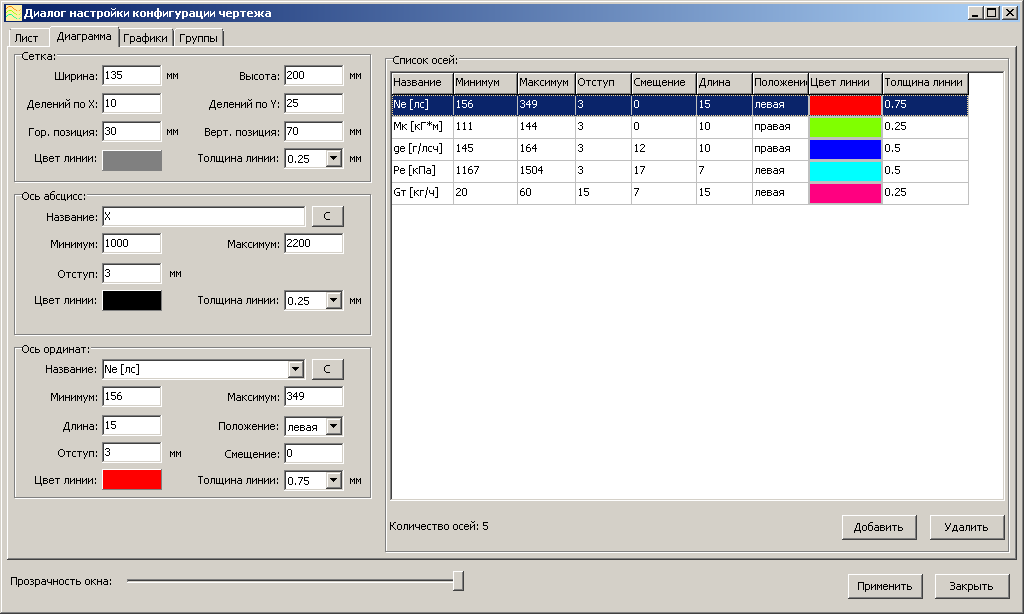 Диалог настройки конфигурации чертежа
Лист Диаграмма Графики Группы
Сетка:
Ширина: 135 мм Высота: 200 мм
Делений по X: 10 Делений по Y: 25
Гор. позиция: 30 мм Верт. позиция: 70 мм
Цвет линии: Толщина линии: 0.25 мм
Ось абсцисс:
Название: X C
Минимум: 1000 Максимум: 2200
Отступ: 3 мм
Цвет линии: Толщина линии: 0.25 мм
Ось ординат:
Название: Ne [лс] C
Минимум: 156 Максимум: 349
Длина: 15 Положение: левая
Отступ: 3 мм Смещение: 0
Цвет линии: Толщина линии: 0.75 мм
Список осей:
Название Минимум Максимум Отступ Смещение Длина Положени Цвет линии Толщина линии
Ne [лс] 156 349 3 0 15 левая 0.75
Мк [кГ*м] 111 144 3 0 10 правая 0.25
ge [г/лсч] 145 164 3 12 10 правая 0.5
Pe [кПа] 1167 1504 3 17 7 левая 0.5
Gт [кг/ч] 20 60 15 7 15 левая 0.25
Количество осей: 5 Добавить Удалить
Прозрачность окна: Применить Закрыть